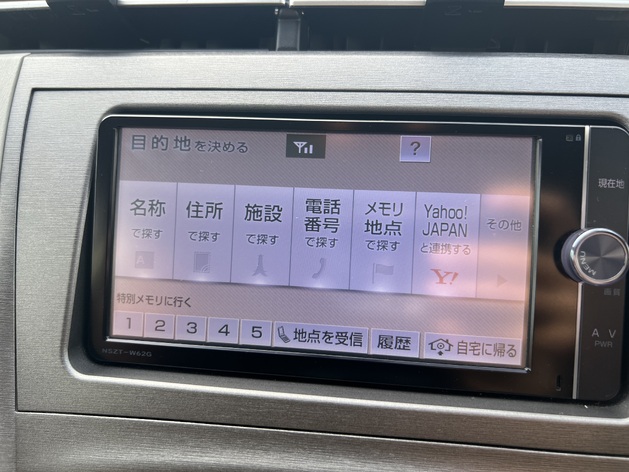 目的地を決める
?
現在地
名称
で探す
住所
で探す
施設
で探す
電話
番号
で探す
メモリ
地点
で探す
Yahoo!
JAPAN
と連携する
Y!
その他
MENU
画質
特別メモリに行く
1 2 3 4 5 地点を受信 履歴 自宅に帰る
NSZT-W62G
∧ ∨
PWR